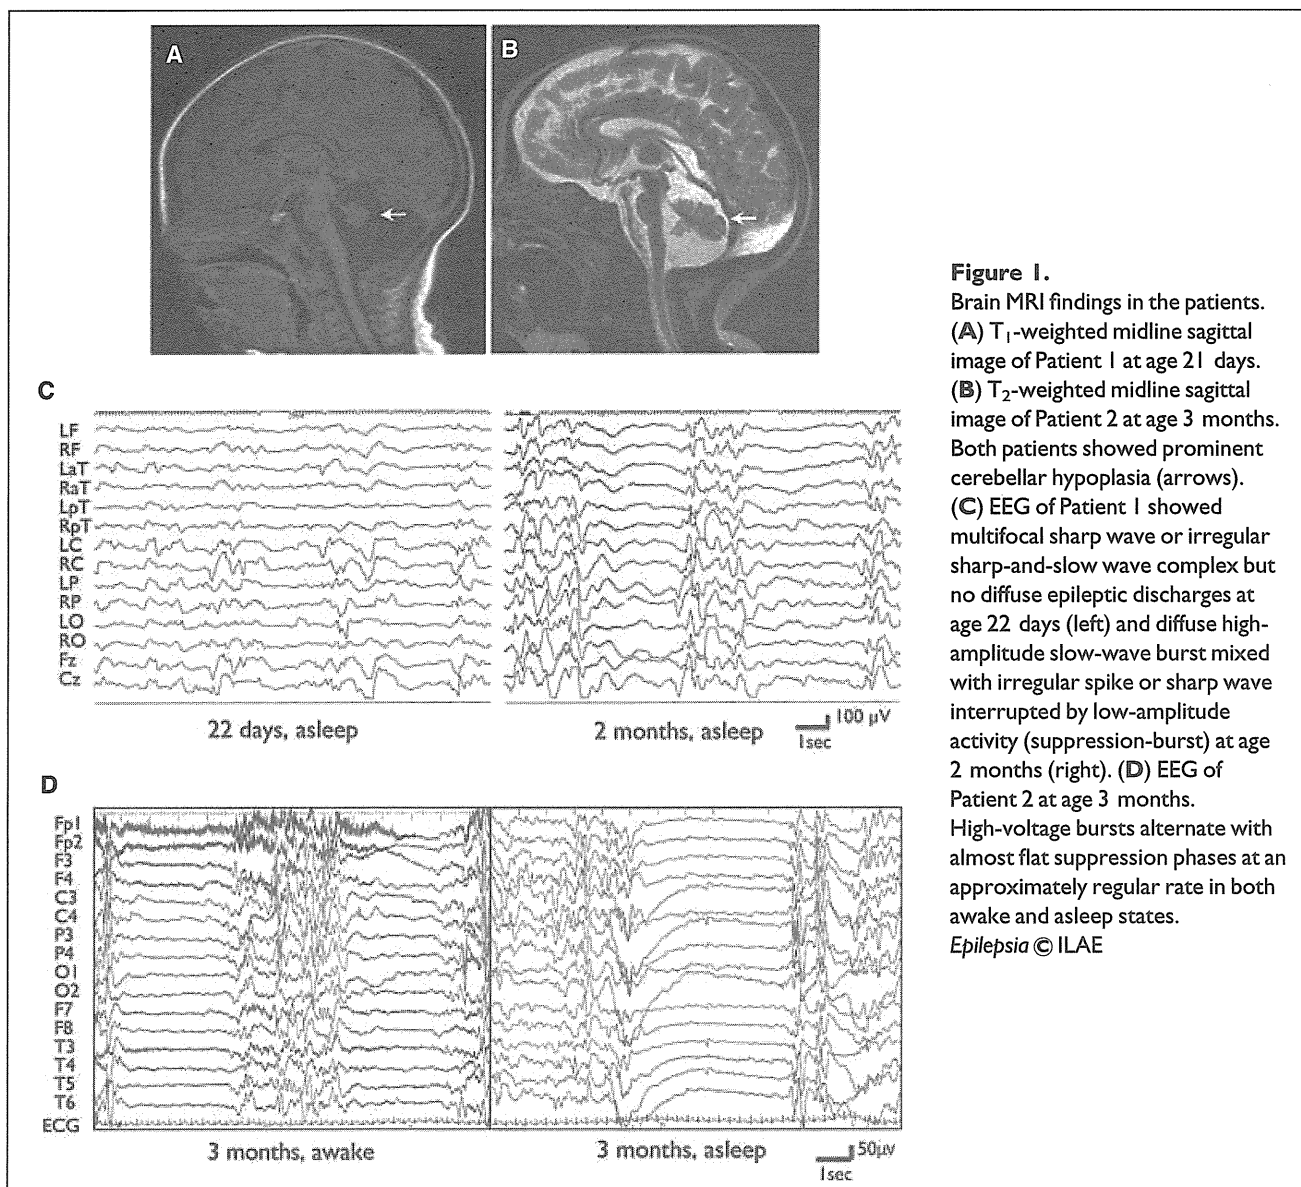 A
B
Figure 1.
Brain MRI findings in the patients.
(A) T₁-weighted midline sagittal
image of Patient 1 at age 21 days.
(B) T₂-weighted midline sagittal
image of Patient 2 at age 3 months.
Both patients showed prominent
cerebellar hypoplasia (arrows).
(C) EEG of Patient 1 showed
multifocal sharp wave or irregular
sharp-and-slow wave complex but
no diffuse epileptic discharges at
age 22 days (left) and diffuse high-
amplitude slow-wave burst mixed
with irregular spike or sharp wave
interrupted by low-amplitude
activity (suppression-burst) at age
2 months (right). (D) EEG of
Patient 2 at age 3 months.
High-voltage bursts alternate with
almost flat suppression phases at an
approximately regular rate in both
awake and asleep states.
Epilepsia © ILAE
C
LF
RF
LaT
RaT
LpT
RpT
LC
RC
LP
RP
LO
RO
Fz
Cz
22 days, asleep
2 months, asleep
100 μV
1sec
D
Fp1
Fp2
F3
F4
C3
C4
P3
P4
O1
O2
F7
F8
T3
T4
T5
T6
ECG
3 months, awake
3 months, asleep
50μv
1sec